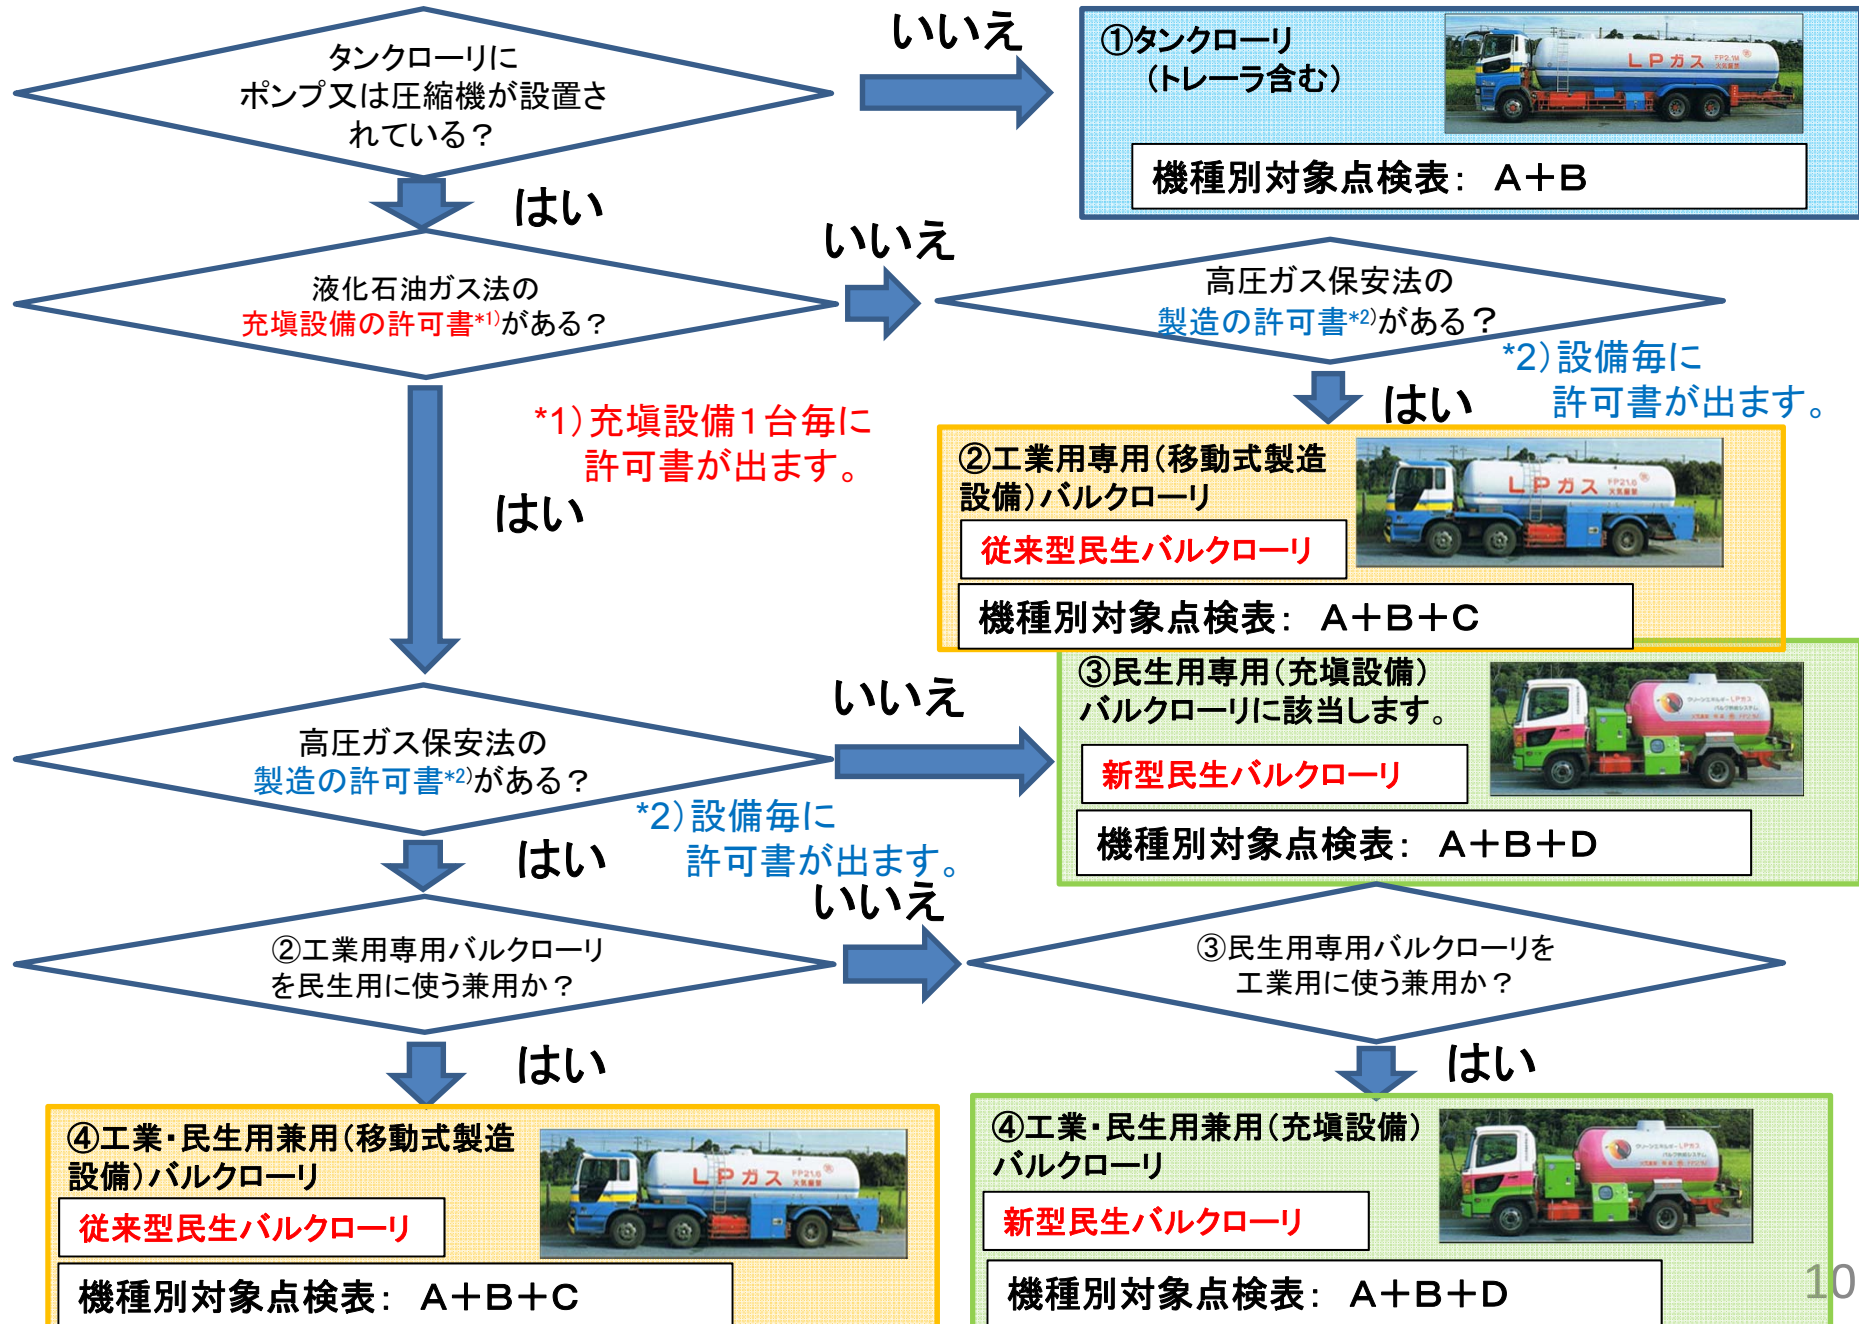 タンクローリに
ポンプ又は圧縮機が設置さ
れている？
いいえ
①タンクローリ
（トレーラ含む）
LPガス
機種別対象点検表：　A＋B
はい
液化石油ガス法の
充塡設備の許可書*1)がある？
いいえ
高圧ガス保安法の
製造の許可書*2)がある？
*2)設備毎に
許可書が出ます。
はい
*1)充塡設備１台毎に
許可書が出ます。
はい
②工業用専用（移動式製造
設備）バルクローリ
LPガス
従来型民生バルクローリ
機種別対象点検表：　A＋B＋C
高圧ガス保安法の
製造の許可書*2)がある？
いいえ
③民生用専用（充塡設備）
バルクローリに該当します。
新型民生バルクローリ
機種別対象点検表：　A＋B＋D
*2)設備毎に
許可書が出ます。
はい
②工業用専用バルクローリ
を民生用に使う兼用か？
いいえ
③民生用専用バルクローリを
工業用に使う兼用か？
はい
はい
④工業・民生用兼用（移動式製造
設備）バルクローリ
LPガス
従来型民生バルクローリ
機種別対象点検表：　A＋B＋C
④工業・民生用兼用（充塡設備）
バルクローリ
新型民生バルクローリ
機種別対象点検表：　A＋B＋D
10